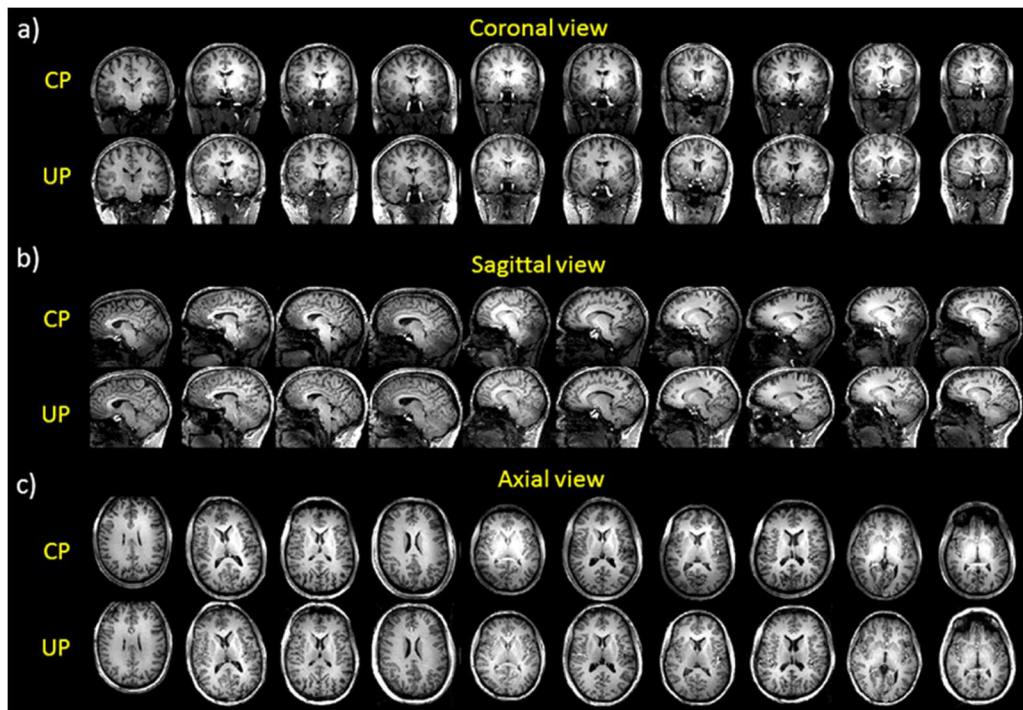 a)
Coronal view
CP
UP
b)
Sagittal view
CP
UP
c)
Axial view
CP
UP